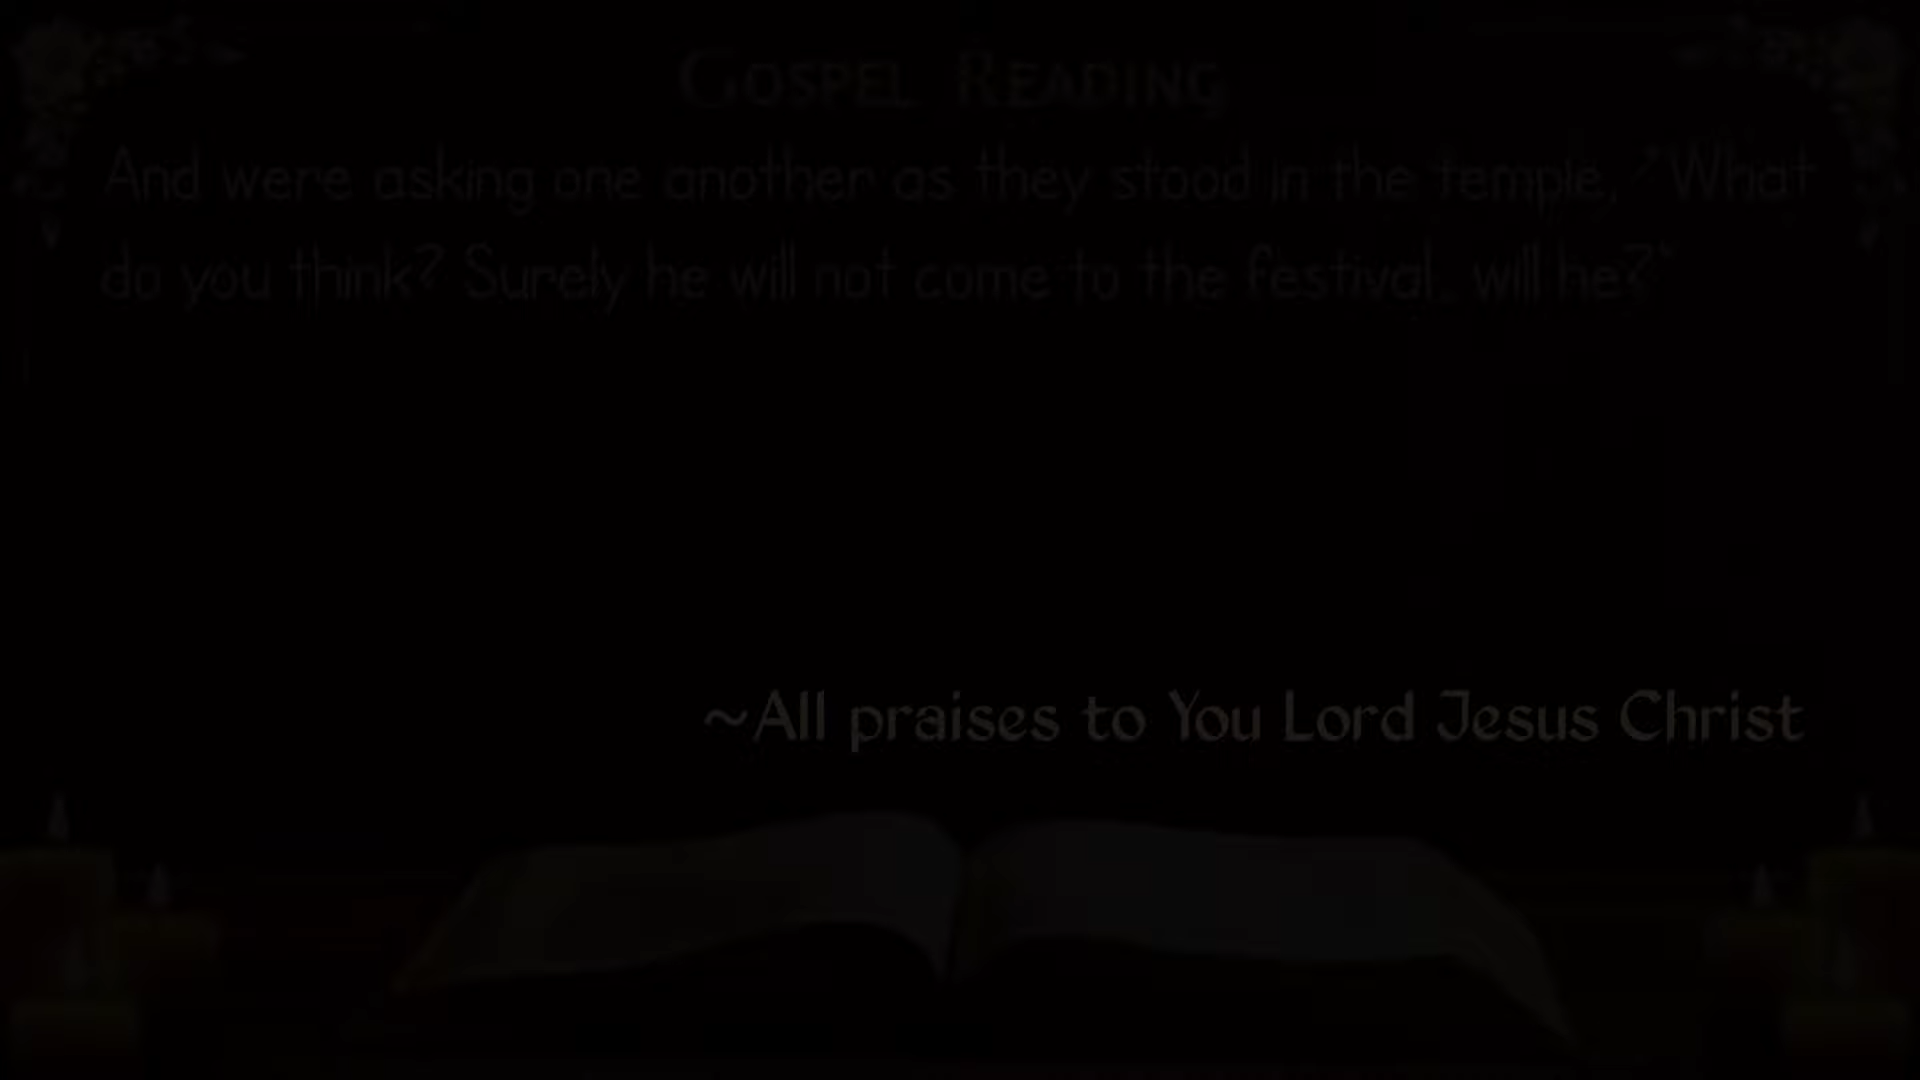 GOSPEL READING
And were asking one another as they stood in the temple, "What
do you think? Surely he will not come to the festival, will he?"
~All praises to You Lord Jesus Christ